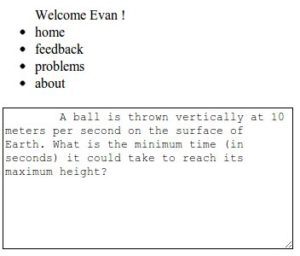 Welcome Evan !
home
feedback
problems
about
A ball is thrown vertically at 10
meters per second on the surface of
Earth. What is the minimum time (in
seconds) it could take to reach its
maximum height?